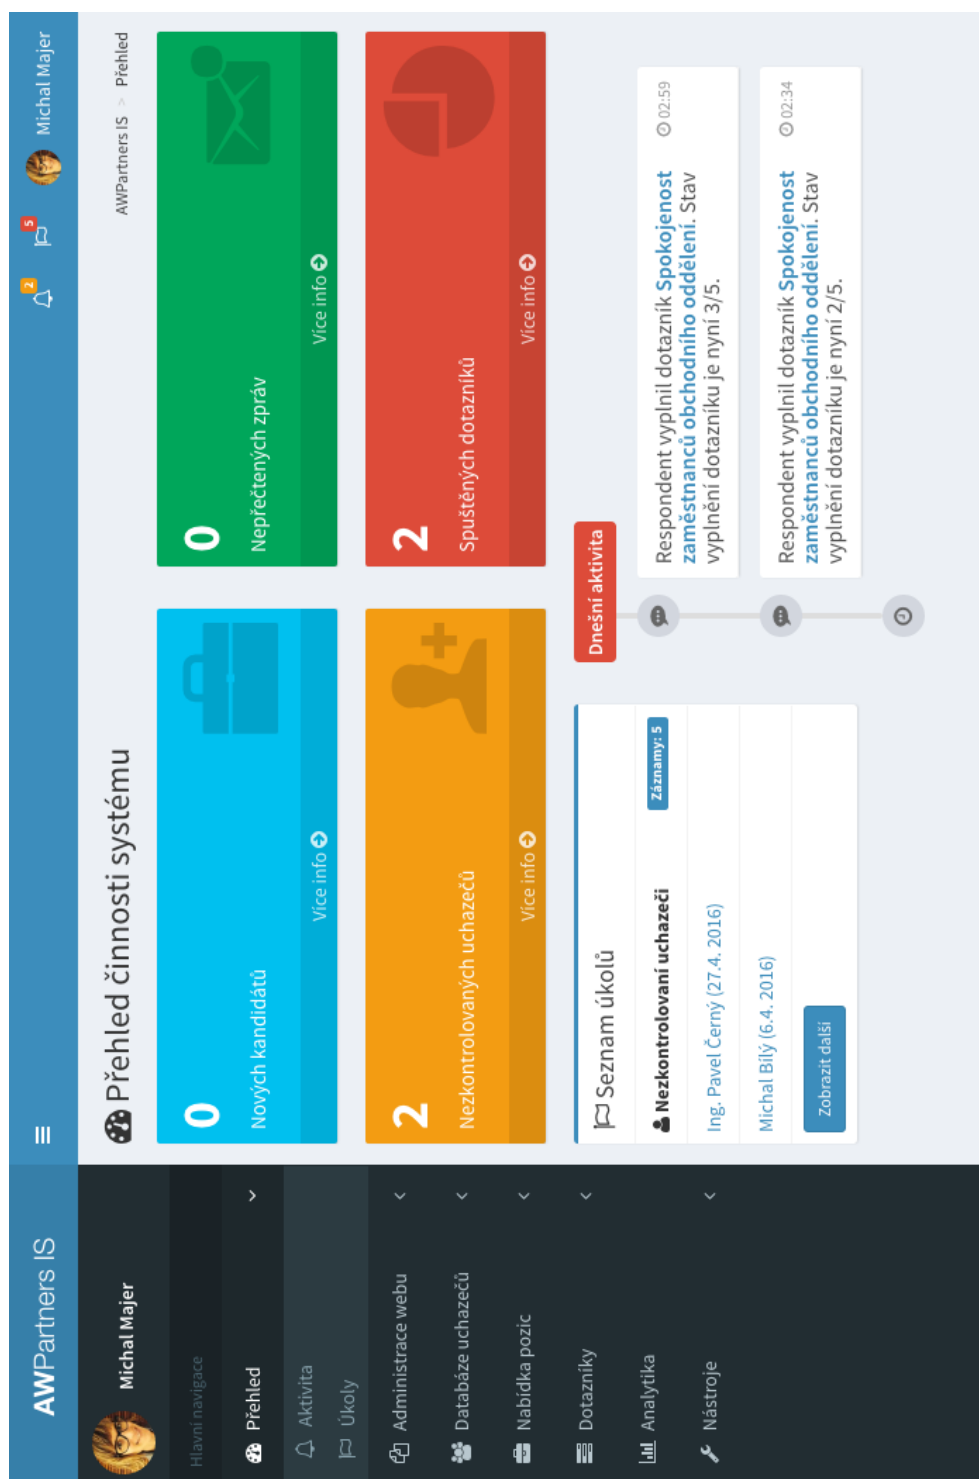 AWPartners IS
2
5
Michal Majer
Michal Majer
Hlavní navigace
Přehled
Aktivita
Úkoly
Administrace webu
Databáze uchazečů
Nabídka pozic
Dotazníky
Analytika
Nástroje
Přehled činnosti systému
AWPartners IS > Přehled
0
Nových kandidátů
Více info
0
Nepřečtených zpráv
Více info
2
Nezkontrolovaných uchazečů
Více info
2
Spuštěných dotazníků
Více info
Seznam úkolů
Nezkontrolovaní uchazeči
Záznamy: 5
Ing. Pavel Černý (27.4. 2016)
Michal Bílý (6.4. 2016)
Zobrazit další
Dnešní aktivita
Respondent vyplnil dotazník Spokojenost
zaměstnanců obchodního oddělení. Stav
vyplnění dotazníku je nyní 3/5.
02:59
Respondent vyplnil dotazník Spokojenost
zaměstnanců obchodního oddělení. Stav
vyplnění dotazníku je nyní 2/5.
02:34